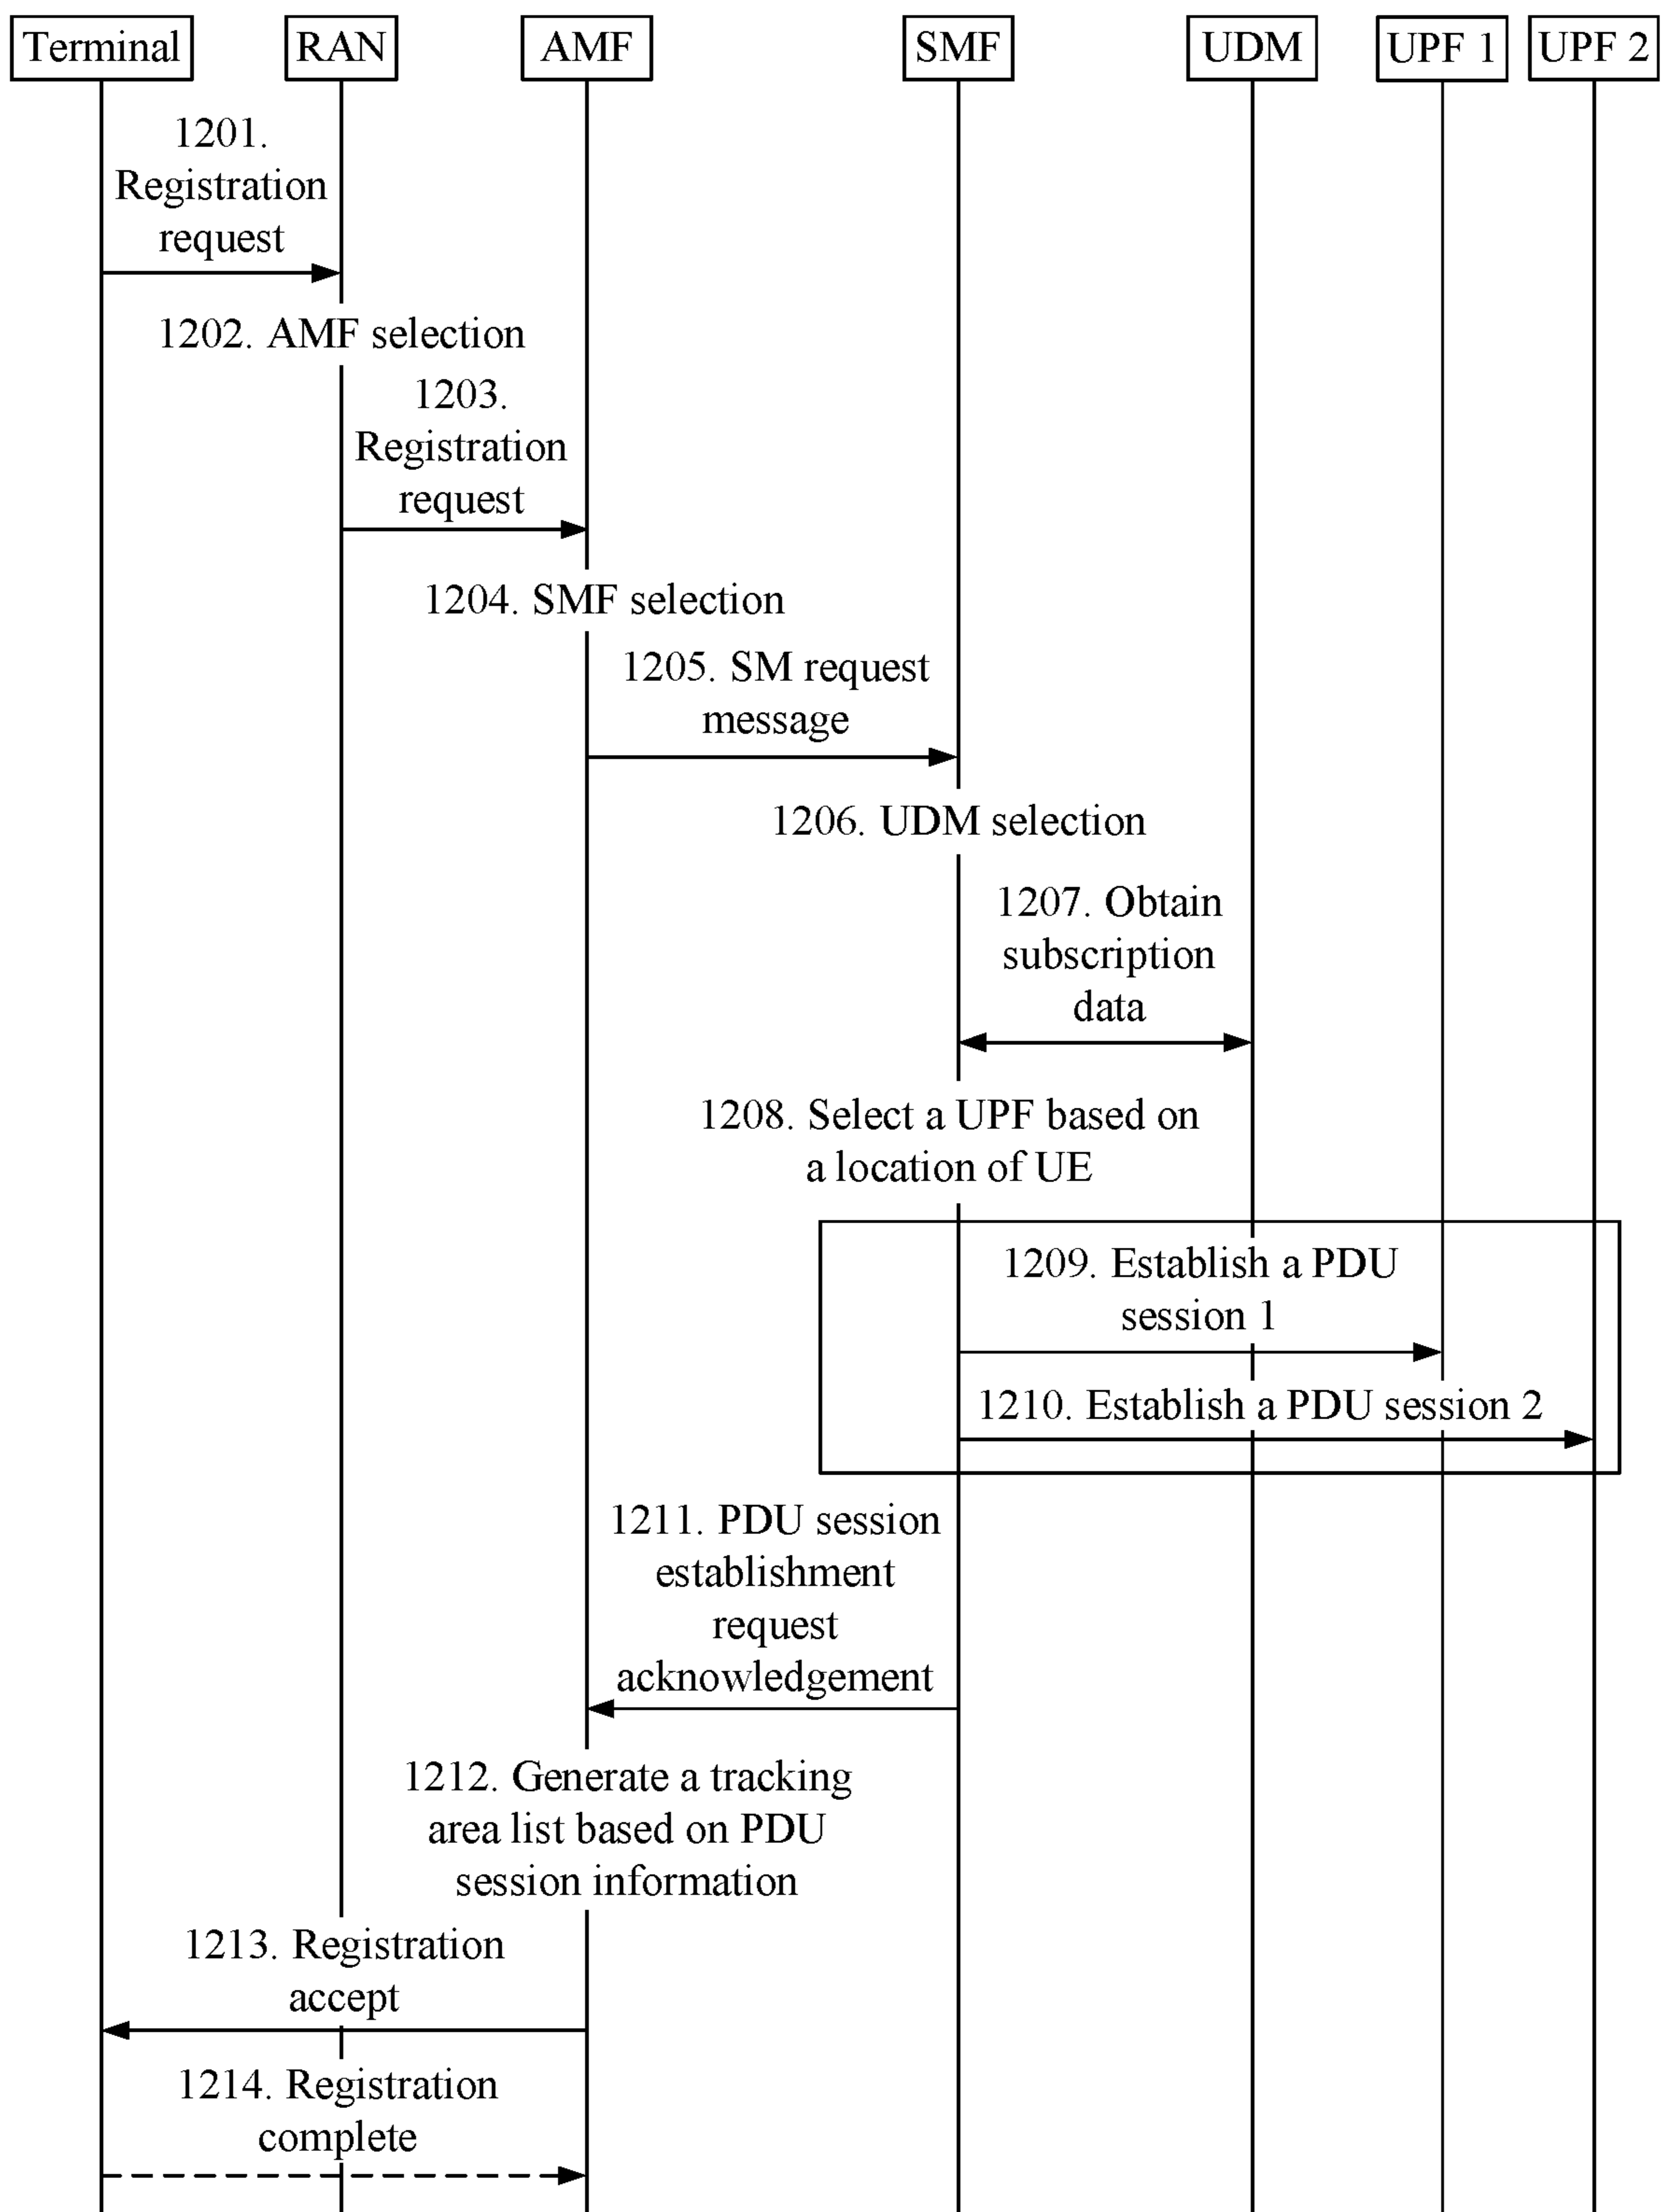 Terminal
RAN
AMF
SMF
UDM
UPF 1
UPF 2
1201.
Registration
request
1202. AMF selection
1203.
Registration
request
1204. SMF selection
1205. SM request
message
1206. UDM selection
1207. Obtain
subscription
data
1208. Select a UPF based on
a location of UE
1209. Establish a PDU
session 1
1210. Establish a PDU session 2
1211. PDU session
establishment
request
acknowledgement
1212. Generate a tracking
area list based on PDU
session information
1213. Registration
accept
1214. Registration
complete